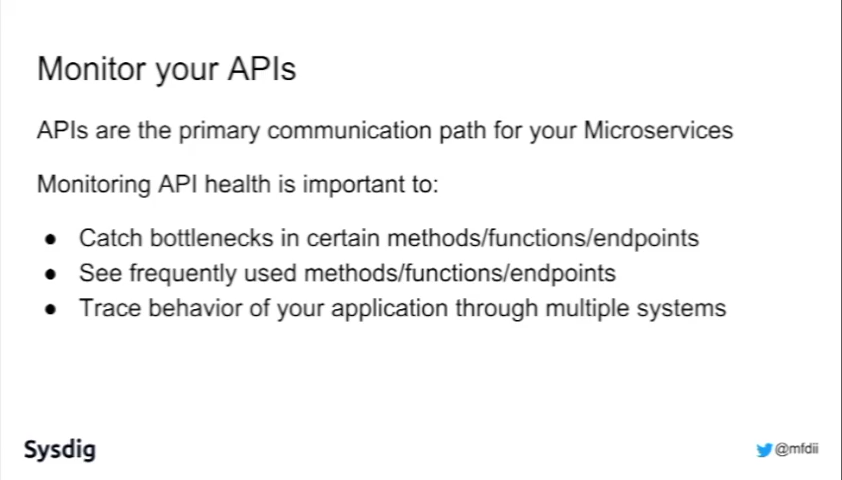 Monitor your APIs
APIs are the primary communication path for your Microservices
Monitoring API health is important to:
● Catch bottlenecks in certain methods/functions/endpoints
● See frequently used methods/functions/endpoints
● Trace behavior of your application through multiple systems
Sysdig
@mfdii